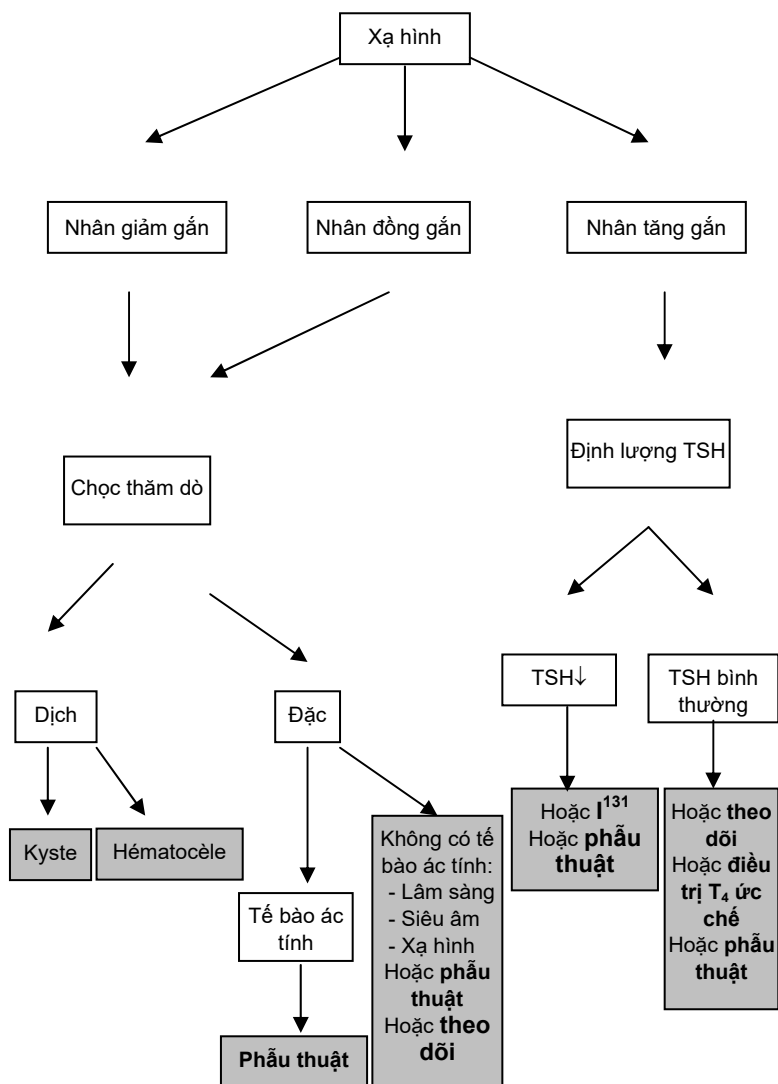 Xạ hình
Nhân giảm gắn
Nhân đồng gắn
Nhân tăng gắn
Chọc thăm dò
Định lượng TSH
Dịch
Đặc
TSH↓
TSH bình
thường
Kyste
Hématocèle
Tế bào ác
tính
Phẫu thuật
Không có tế
bào ác tính:
- Lâm sàng
- Siêu âm
- Xạ hình
Hoặc phẫu
thuật
Hoặc theo
dõi
Hoặc I¹³¹
Hoặc phẫu
thuật
Hoặc theo
dõi
Hoặc điều
trị T₄ ức
chế
Hoặc phẫu
thuật